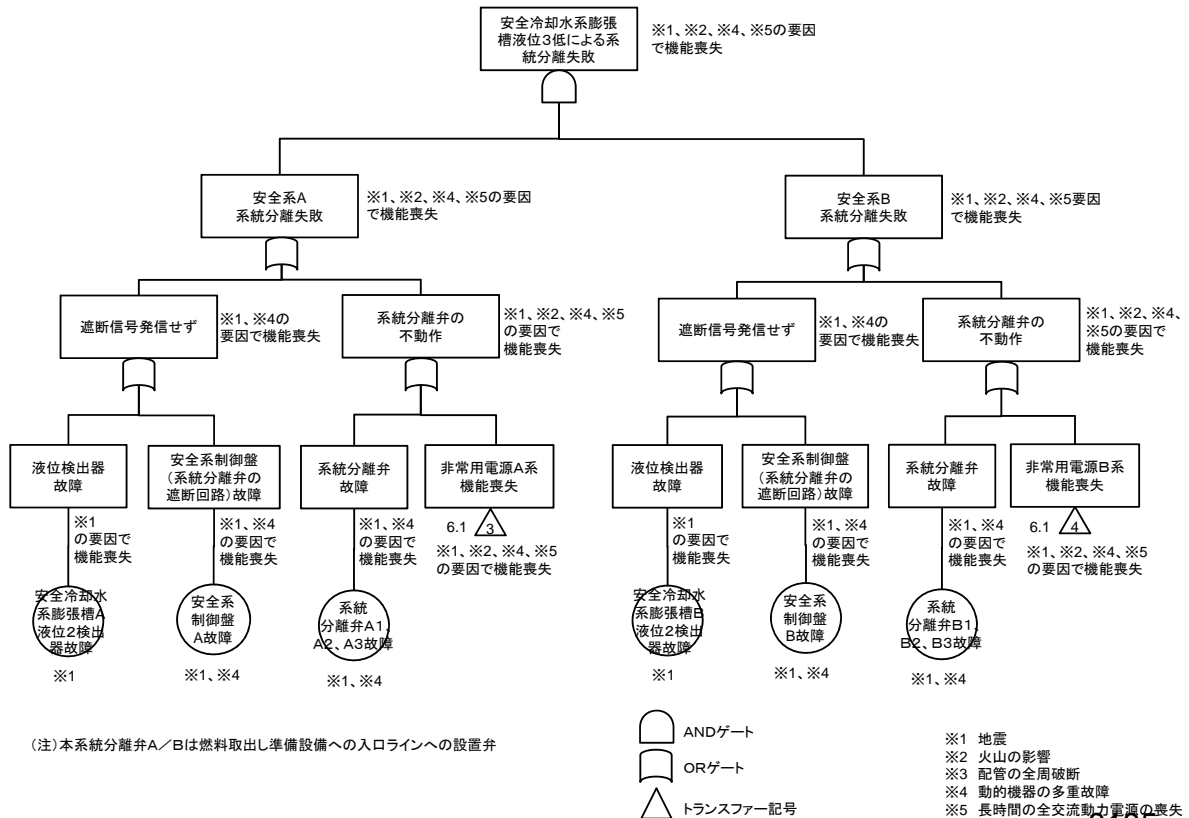 安全冷却水系膨張
槽液位3低による系
統分離失敗
※1、※2、※4、※5の要因
で機能喪失
安全系A
系統分離失敗
※1、※2、※4、※5の要因
で機能喪失
安全系B
系統分離失敗
※1、※2、※4、※5要因
で機能喪失
遮断信号発信せず
※1、※4の
要因で機能喪失
系統分離弁の
不動作
※1、※2、※4、※5
の要因で
機能喪失
遮断信号発信せず
※1、※4の
要因で機能喪失
系統分離弁の
不動作
※1、※2、※4、
※5の要因で
機能喪失
液位検出器
故障
安全系制御盤
(系統分離弁の
遮断回路)故障
系統分離弁
故障
非常用電源A系
機能喪失
液位検出器
故障
安全系制御盤
(系統分離弁の
遮断回路)故障
系統分離弁
故障
非常用電源B系
機能喪失
※1
の要因で
機能喪失
※1、※4
の要因で
機能喪失
※1、※4
の要因で
機能喪失
6.1 3
※1、※2、※4、※5
の要因で機能喪失
※1
の要因で
機能喪失
※1、※4
の要因で
機能喪失
※1、※4
の要因で
機能喪失
6.1 4
※1、※2、※4、※5
の要因で機能喪失
安全冷却水
系膨張槽A
液位2検出
器故障
安全系
制御盤
A故障
系統
分離弁A1、
A2、A3故障
安全冷却水
系膨張槽B
液位2検出
器故障
安全系
制御盤
B故障
系統
分離弁B1、
B2、B3故障
※1
※1、※4
※1、※4
※1
※1、※4
※1、※4
(注)本系統分離弁A／Bは燃料取出し準備設備への入口ラインへの設置弁
ANDゲート
ORゲート
トランスファー記号
※1 地震
※2 火山の影響
※3 配管の全周破断
※4 動的機器の多重故障
※5 長時間の全交流動力電源の喪失